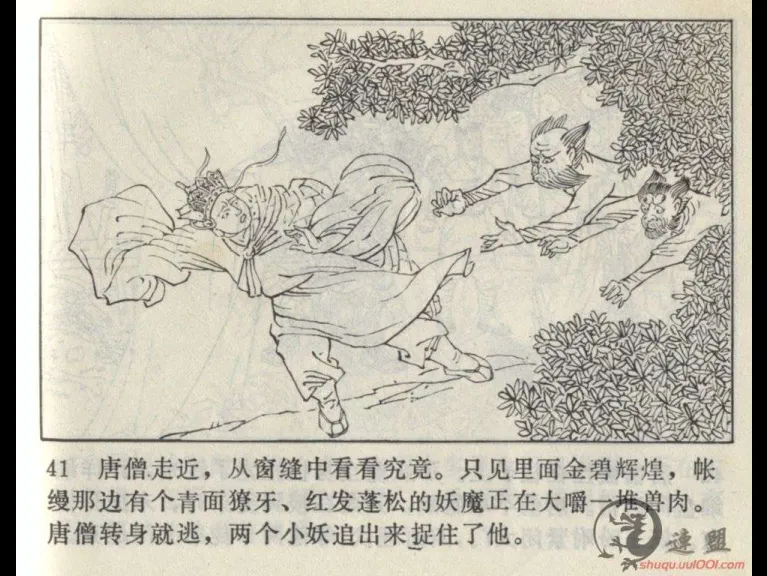 41 唐僧走近，从窗缝中看看究竟。只见里面金碧辉煌，帐
缦那边有个青面獠牙、红发蓬松的妖魔正在大嚼一堆兽肉。
唐僧转身就逃，两个小妖追出来捉住了他。
连盟
shuqu.uu1001.com